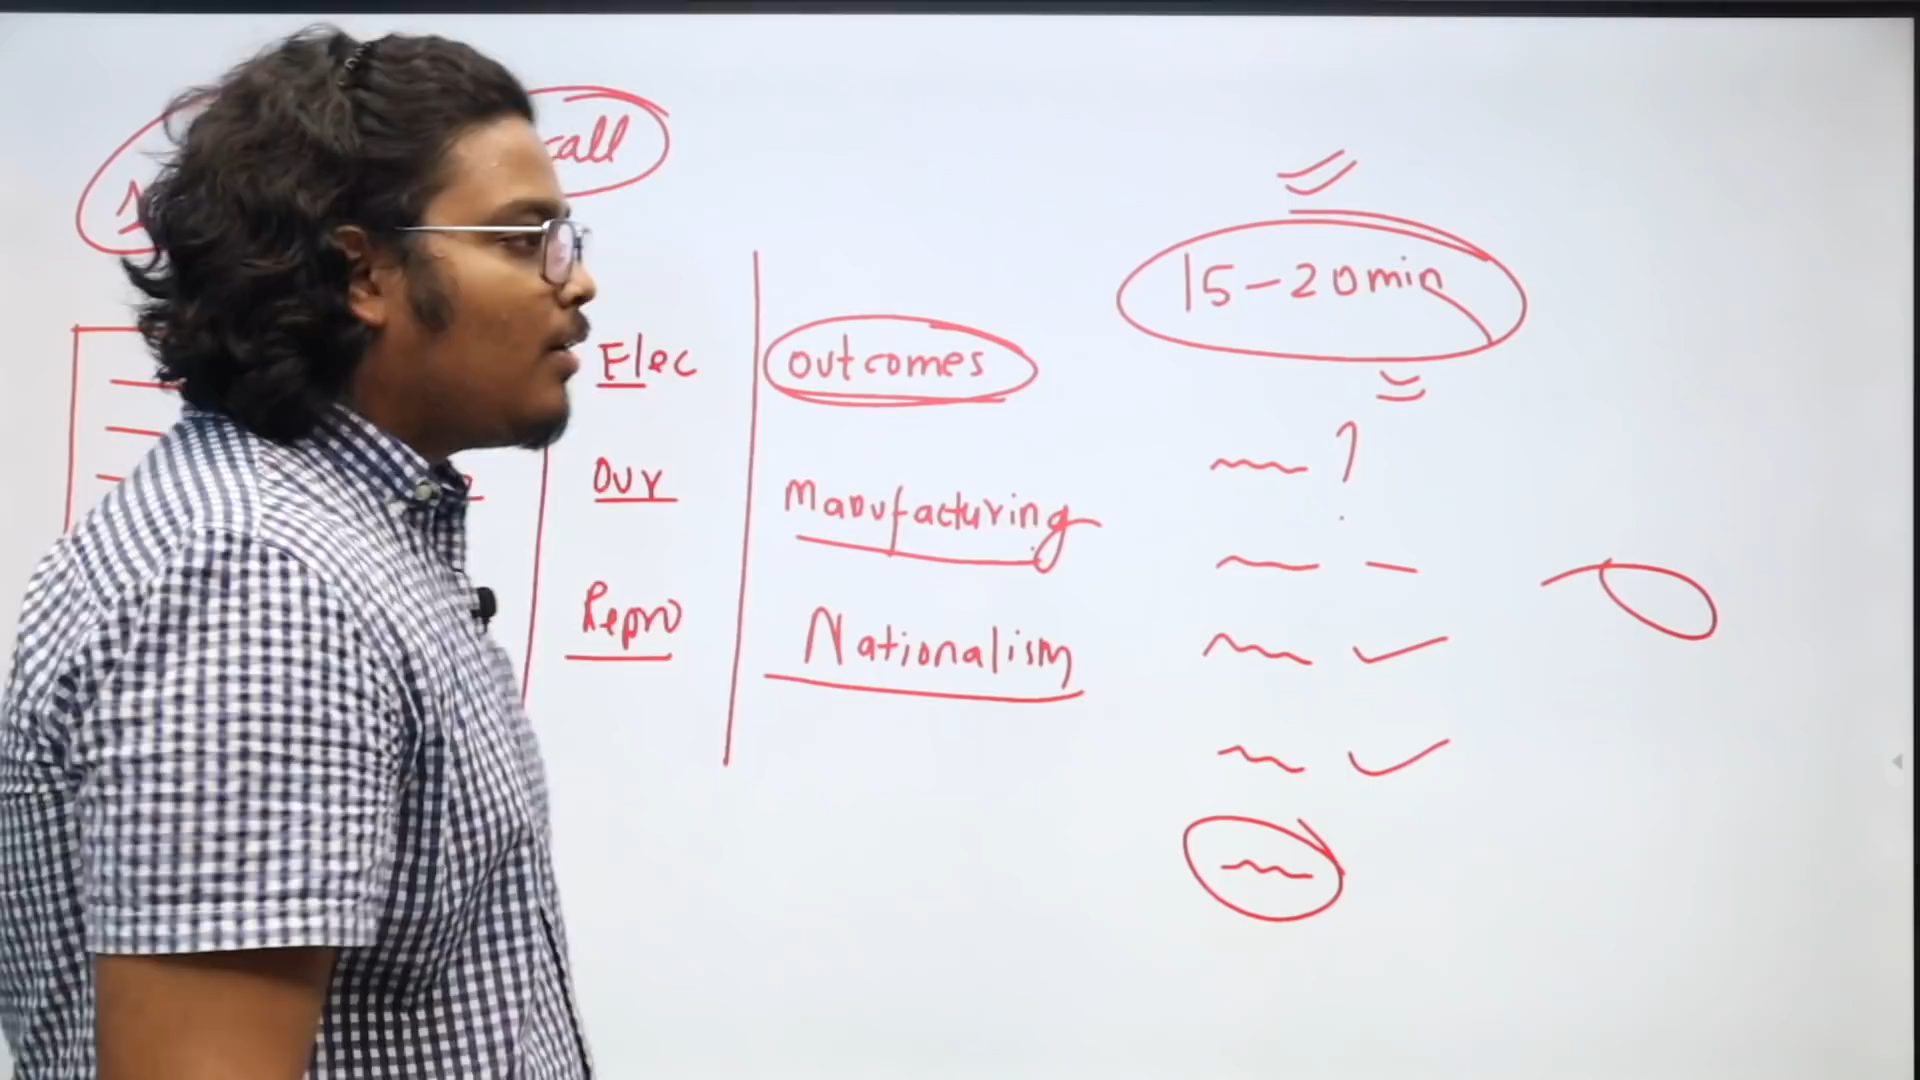 call
15-20min
Elec
outcomes
Our
Manufacturing
Repro
Nationalism